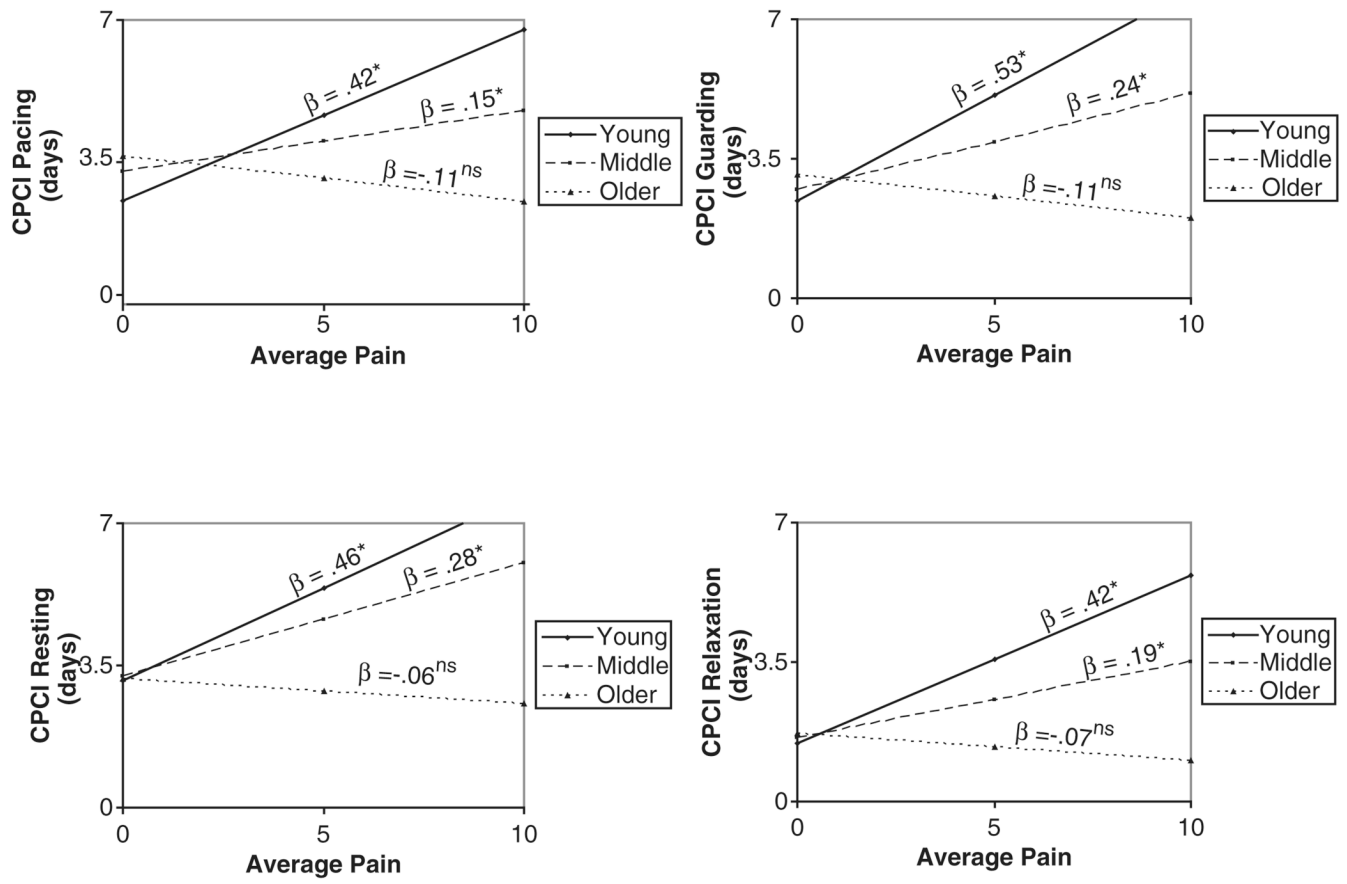 7
3.5
0
CPCI Pacing
(days)
β = .42*
β = .15*
β =-.11ns
0
5
10
Average Pain
Young
Middle
Older
7
3.5
0
CPCI Guarding
(days)
β = .53*
β = .24*
β =-.11ns
0
5
10
Average Pain
Young
Middle
Older
7
3.5
0
CPCI Resting
(days)
β = .46*
β = .28*
β =-.06ns
0
5
10
Average Pain
Young
Middle
Older
7
3.5
0
CPCI Relaxation
(days)
β = .42*
β = .19*
β =-.07ns
0
5
10
Average Pain
Young
Middle
Older